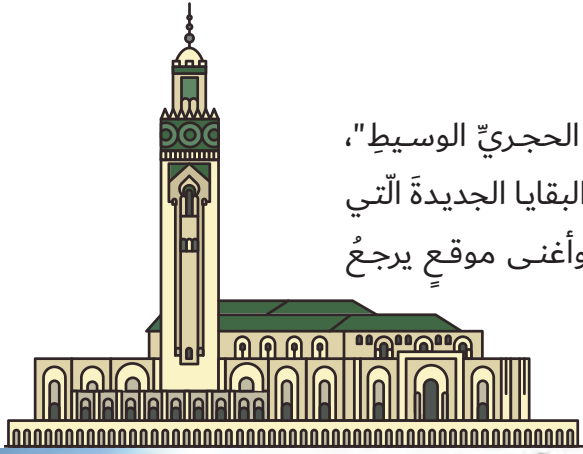 الحجريِّ الوسيطِ"،
البقايا الجديدةَ الّتي
وأغنى موقعٍ يرجعُ